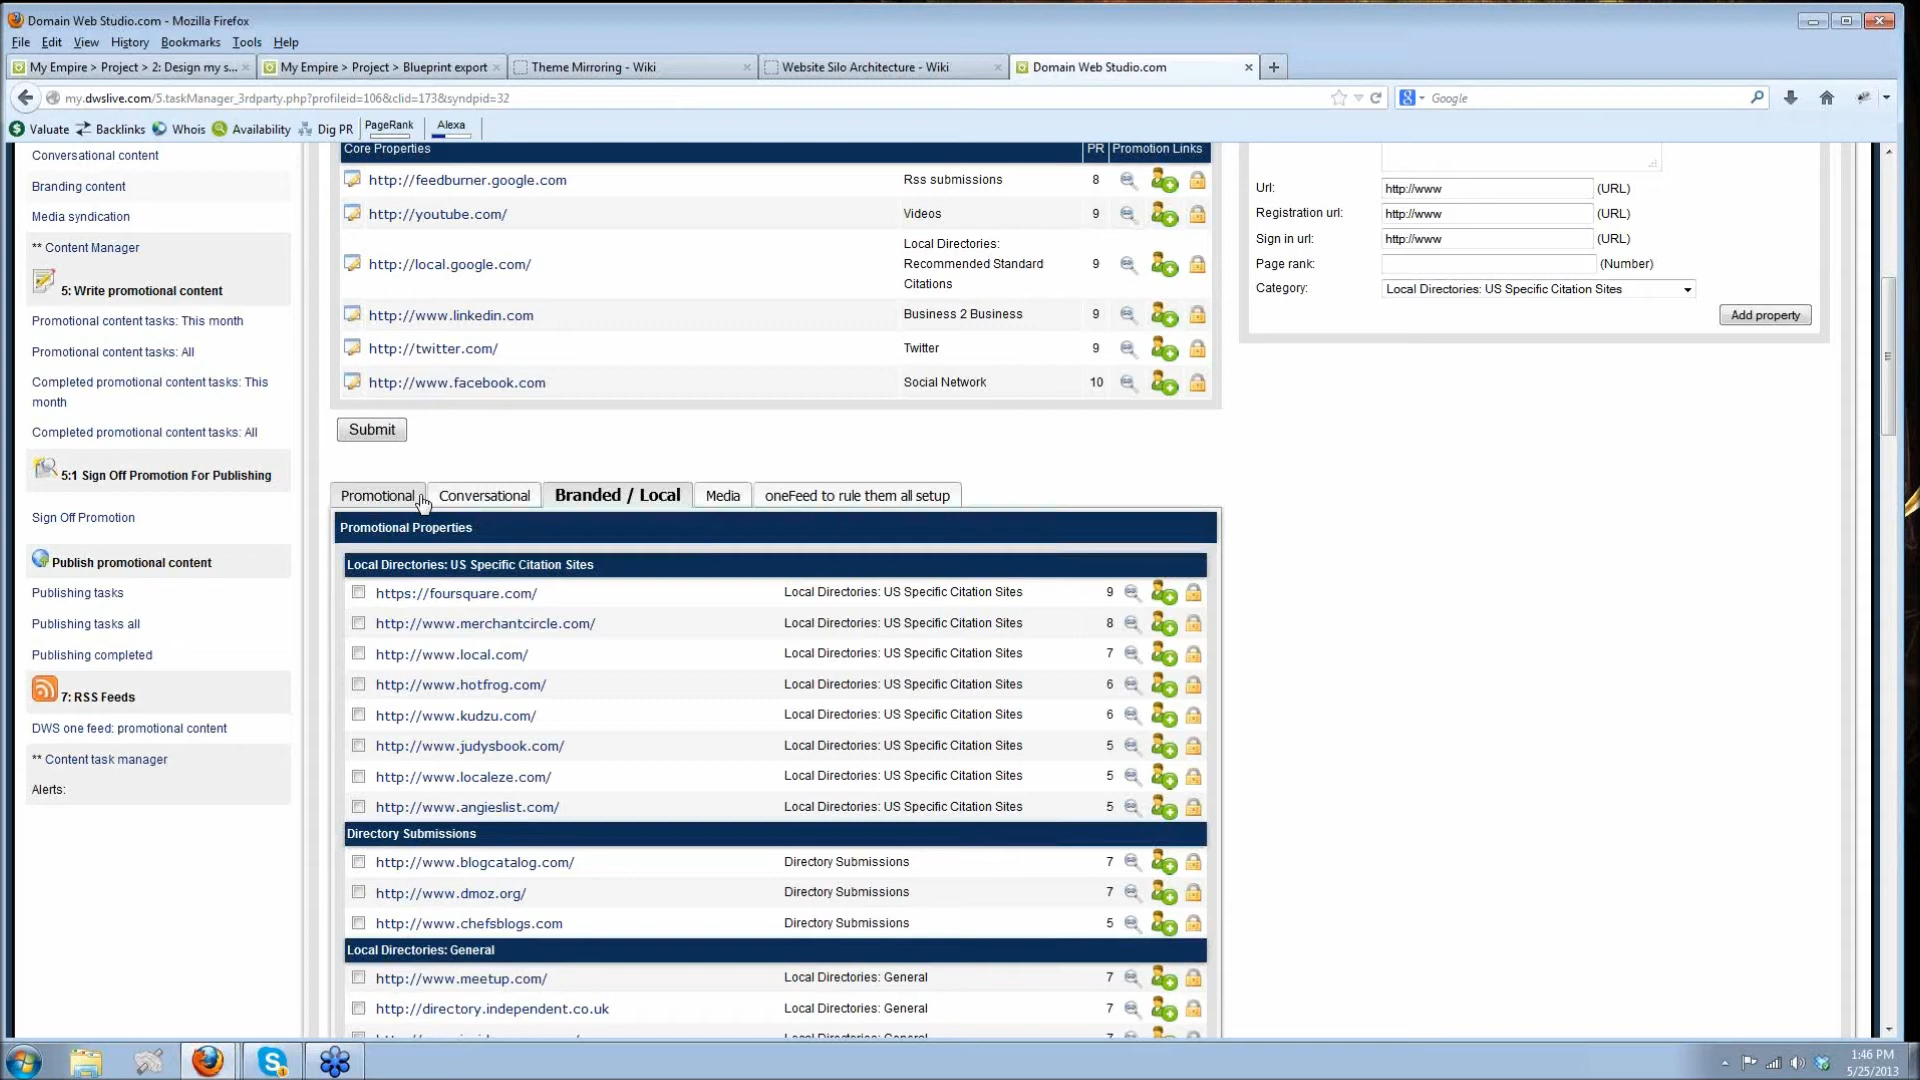 Domain Web Studio.com - Mozilla Firefox
File Edit View History Bookmarks Tools Help
My Empire > Project > 2: Design my s...
My Empire > Project > Blueprint export
Theme Mirroring - Wiki
Website Silo Architecture - Wiki
Domain Web Studio.com
my.dwslive.com/5.taskManager_3rdparty.php?profileid=106&clid=173&syndpid=32
Google
Valuate Backlinks Whois Availability Dig PR PageRank Alexa
Conversational content
Branding content
Media syndication
** Content Manager
5: Write promotional content
Promotional content tasks: This month
Promotional content tasks: All
Completed promotional content tasks: This
month
Completed promotional content tasks: All
5:1 Sign Off Promotion For Publishing
Sign Off Promotion
Publish promotional content
Publishing tasks
Publishing tasks all
Publishing completed
7: RSS Feeds
DWS one feed: promotional content
** Content task manager
Alerts:
Core Properties PR Promotion Links
http://feedburner.google.com Rss submissions 8
http://youtube.com/ Videos 9
http://local.google.com/ Local Directories:
Recommended Standard
Citations 9
http://www.linkedin.com Business 2 Business 9
http://twitter.com/ Twitter 9
http://www.facebook.com Social Network 10
Submit
Promotional Conversational Branded / Local Media oneFeed to rule them all setup
Promotional Properties
Local Directories: US Specific Citation Sites
https://foursquare.com/ Local Directories: US Specific Citation Sites 9
http://www.merchantcircle.com/ Local Directories: US Specific Citation Sites 8
http://www.local.com/ Local Directories: US Specific Citation Sites 7
http://www.hotfrog.com/ Local Directories: US Specific Citation Sites 6
http://www.kudzu.com/ Local Directories: US Specific Citation Sites 6
http://www.judysbook.com/ Local Directories: US Specific Citation Sites 5
http://www.localeze.com/ Local Directories: US Specific Citation Sites 5
http://www.angieslist.com/ Local Directories: US Specific Citation Sites 5
Directory Submissions
http://www.blogcatalog.com/ Directory Submissions 7
http://www.dmoz.org/ Directory Submissions 7
http://www.chefsblogs.com Directory Submissions 5
Local Directories: General
http://www.meetup.com/ Local Directories: General 7
http://directory.independent.co.uk Local Directories: General 7
Url: http://www (URL)
Registration url: http://www (URL)
Sign in url: http://www (URL)
Page rank: (Number)
Category: Local Directories: US Specific Citation Sites
Add property
1:46 PM
5/25/2013